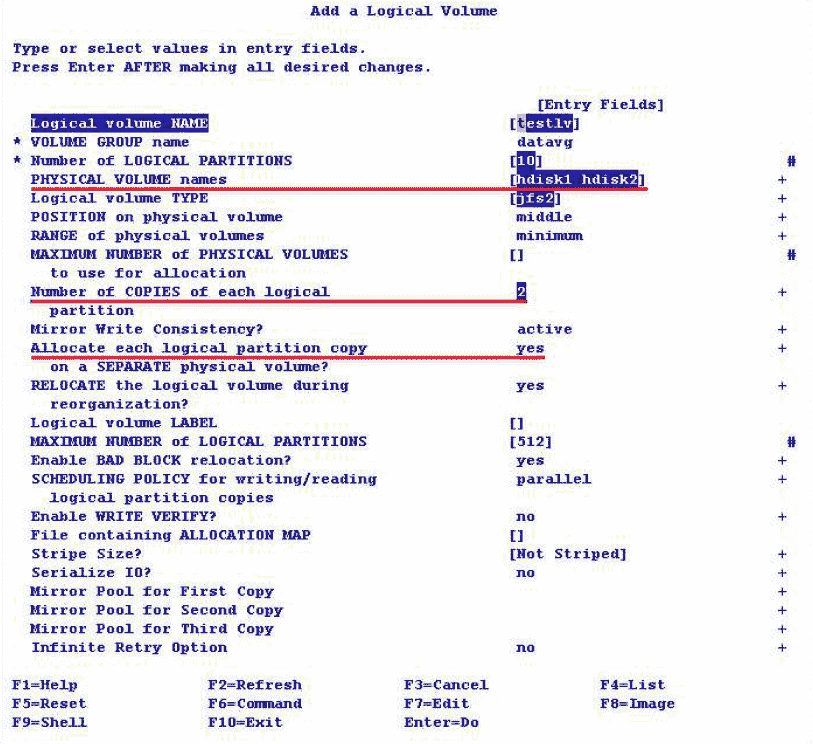 Add a Logical Volume
Type or select values in entry fields.
Press Enter AFTER making all desired changes.
[Entry Fields]
Logical volume NAME [testlv]
* VOLUME GROUP name datavg
* Number of LOGICAL PARTITIONS [10] #
PHYSICAL VOLUME names [hdisk1 hdisk2] +
Logical volume TYPE [jfs2] +
POSITION on physical volume middle +
RANGE of physical volumes minimum +
MAXIMUM NUMBER of PHYSICAL VOLUMES [] #
to use for allocation
Number of COPIES of each logical 2 +
partition
Mirror Write Consistency? active +
Allocate each logical partition copy yes +
on a SEPARATE physical volume?
RELOCATE the logical volume during yes +
reorganization?
Logical volume LABEL []
MAXIMUM NUMBER of LOGICAL PARTITIONS [512] #
Enable BAD BLOCK relocation? yes +
SCHEDULING POLICY for writing/reading parallel +
logical partition copies
Enable WRITE VERIFY? no +
File containing ALLOCATION MAP []
Stripe Size? [Not Striped] +
Serialize IO? no +
Mirror Pool for First Copy +
Mirror Pool for Second Copy +
Mirror Pool for Third Copy +
Infinite Retry Option no +
F1=Help F2=Refresh F3=Cancel F4=List
F5=Reset F6=Command F7=Edit F8=Image
F9=Shell F10=Exit Enter=Do